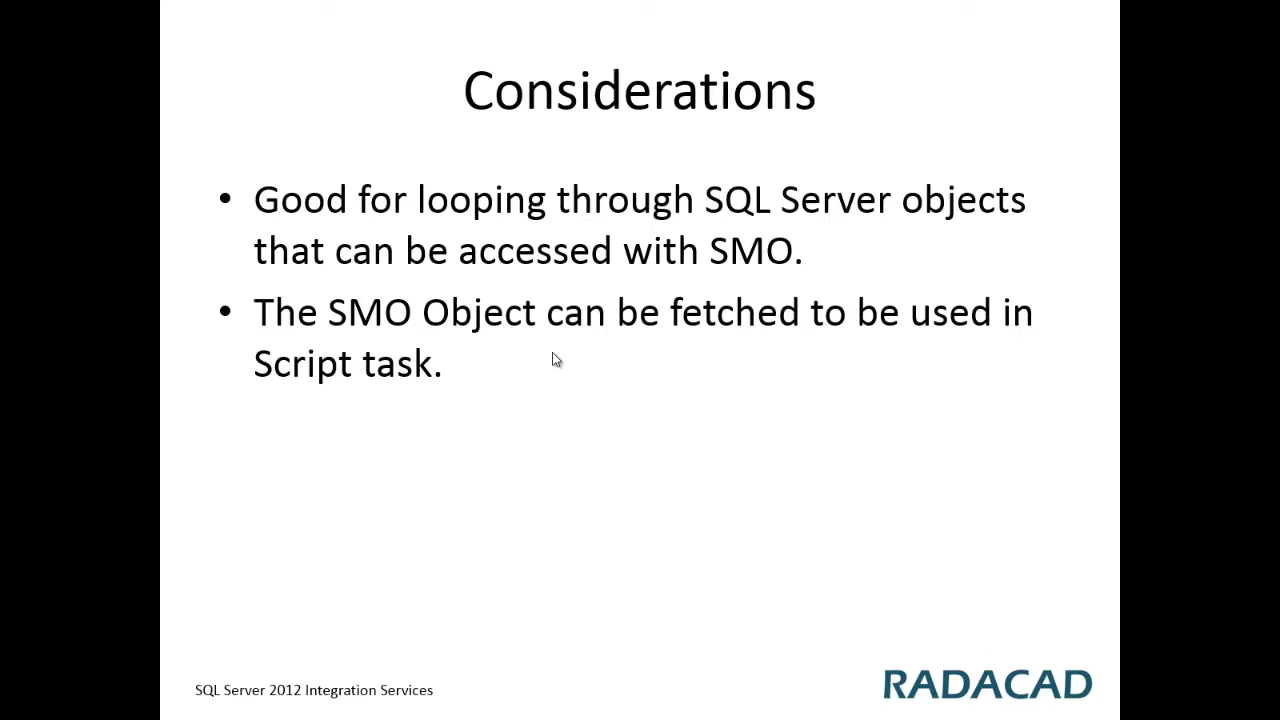 Considerations
• Good for looping through SQL Server objects
that can be accessed with SMO.
• The SMO Object can be fetched to be used in
Script task.
SQL Server 2012 Integration Services
RADACAD